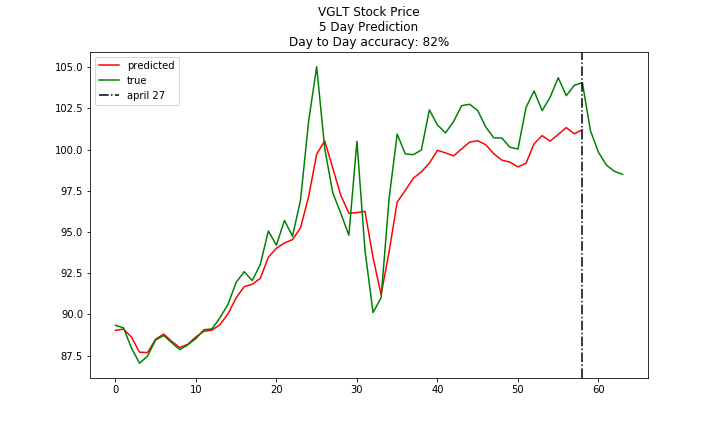 VGLT Stock Price
5 Day Prediction
Day to Day accuracy: 82%
predicted
true
april 27
105.0
102.5
100.0
97.5
95.0
92.5
90.0
87.5
0 10 20 30 40 50 60